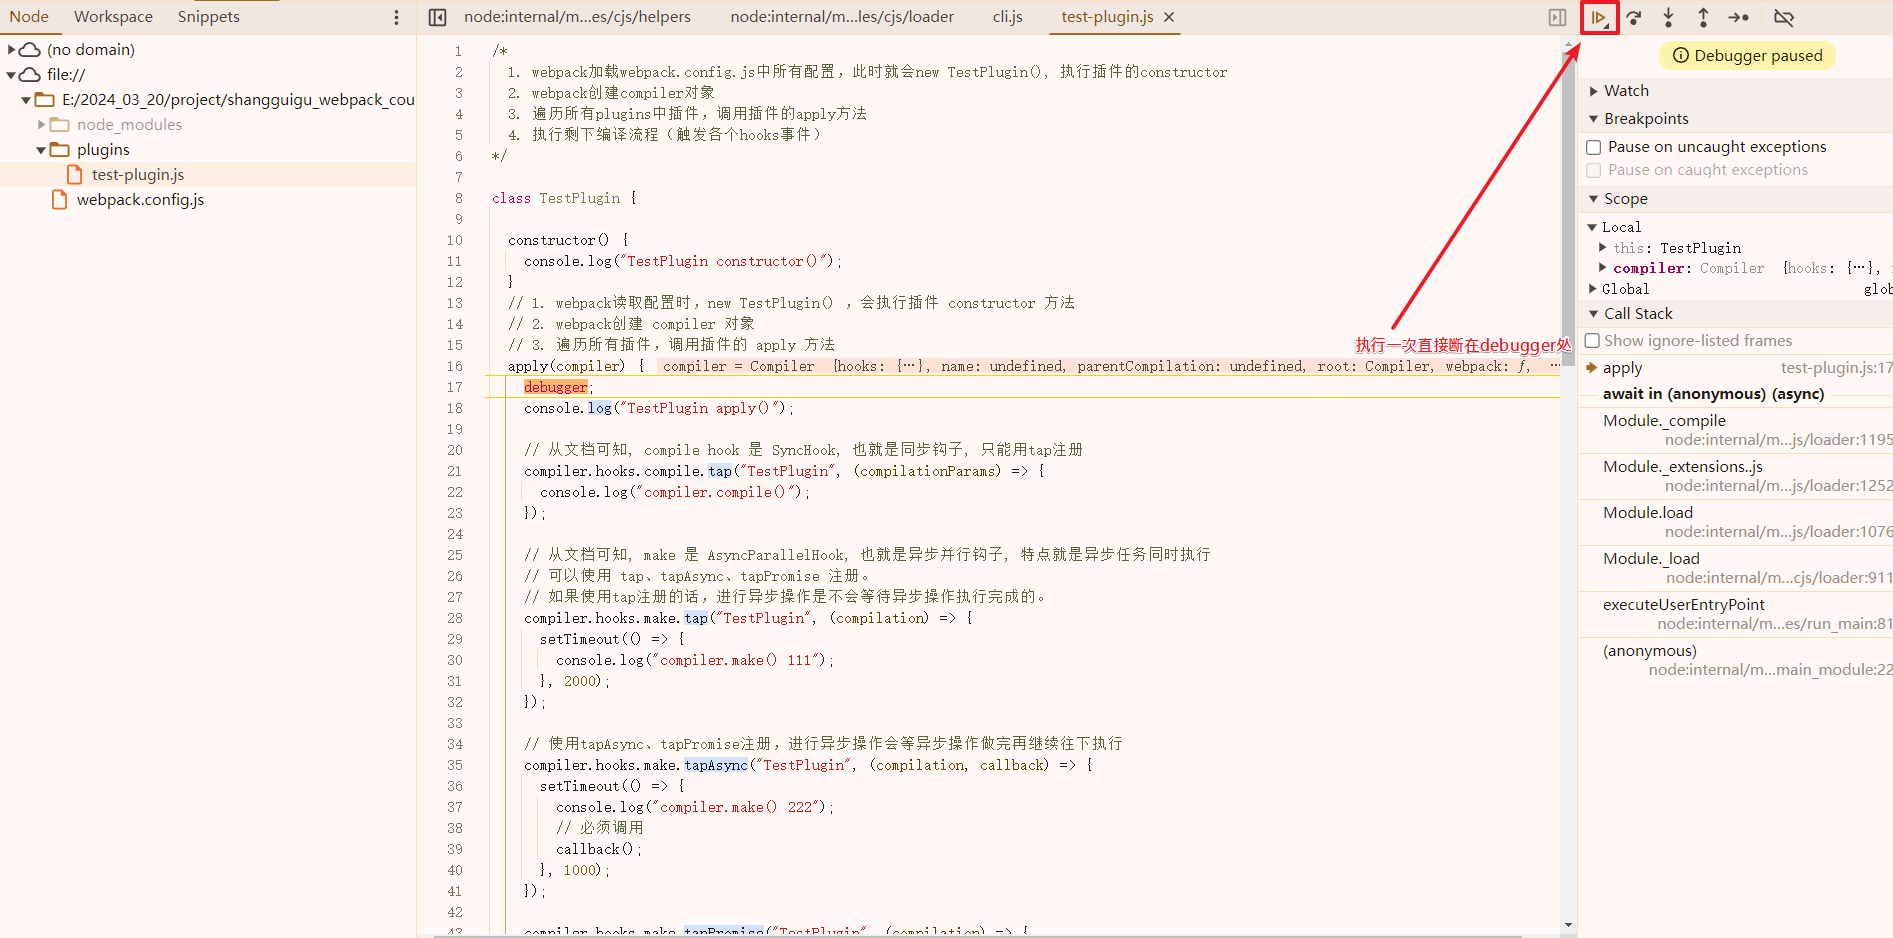 Node Workspace Snippets
node:internal/m...es/cjs/helpers node:internal/m...les/cjs/loader cli.js test-plugin.js
(no domain)
file://
E:/2024_03_20/project/shangguigu_webpack_cou
node_modules
plugins
test-plugin.js
webpack.config.js
1 /*
2 1. webpack加载webpack.config.js中所有配置，此时就会new TestPlugin(), 执行插件的constructor
3 2. webpack创建compiler对象
4 3. 遍历所有plugins中插件，调用插件的apply方法
5 4. 执行剩下编译流程（触发各个hooks事件）
6 */
7
8 class TestPlugin {
9
10 constructor() {
11 console.log("TestPlugin constructor()");
12 }
13 // 1. webpack读取配置时，new TestPlugin() ，会执行插件 constructor 方法
14 // 2. webpack创建 compiler 对象
15 // 3. 遍历所有插件，调用插件的 apply 方法
16 apply(compiler) { compiler = Compiler {hooks: {…}, name: undefined, parentCompilation: undefined, root: Compiler, webpack: ƒ, …
17 debugger;
18 console.log("TestPlugin apply()");
19
20 // 从文档可知, compile hook 是 SyncHook, 也就是同步钩子, 只能用tap注册
21 compiler.hooks.compile.tap("TestPlugin", (compilationParams) => {
22 console.log("compiler.compile()");
23 });
24
25 // 从文档可知, make 是 AsyncParallelHook, 也就是异步并行钩子, 特点就是异步任务同时执行
26 // 可以使用 tap、tapAsync、tapPromise 注册。
27 // 如果使用tap注册的话，进行异步操作是不会等待异步操作执行完成的。
28 compiler.hooks.make.tap("TestPlugin", (compilation) => {
29 setTimeout(() => {
30 console.log("compiler.make() 111");
31 }, 2000);
32 });
33
34 // 使用tapAsync、tapPromise注册，进行异步操作会等异步操作做完再继续往下执行
35 compiler.hooks.make.tapAsync("TestPlugin", (compilation, callback) => {
36 setTimeout(() => {
37 console.log("compiler.make() 222");
38 // 必须调用
39 callback();
40 }, 1000);
41 });
42
43 compiler.hooks.make.tapPromise("TestPlugin", (compilation) => {
执行一次直接断在debugger处
Debugger paused
Watch
Breakpoints
Pause on uncaught exceptions
Pause on caught exceptions
Scope
Local
this: TestPlugin
compiler: Compiler {hooks: {…},
Global glob
Call Stack
Show ignore-listed frames
apply test-plugin.js:17
await in (anonymous) (async)
Module._compile
node:internal/m...js/loader:1195
Module._extensions..js
node:internal/m...js/loader:1252
Module.load
node:internal/m...js/loader:1076
Module._load
node:internal/m...cjs/loader:911
executeUserEntryPoint
node:internal/m...es/run_main:81
(anonymous)
node:internal/m...main_module:22